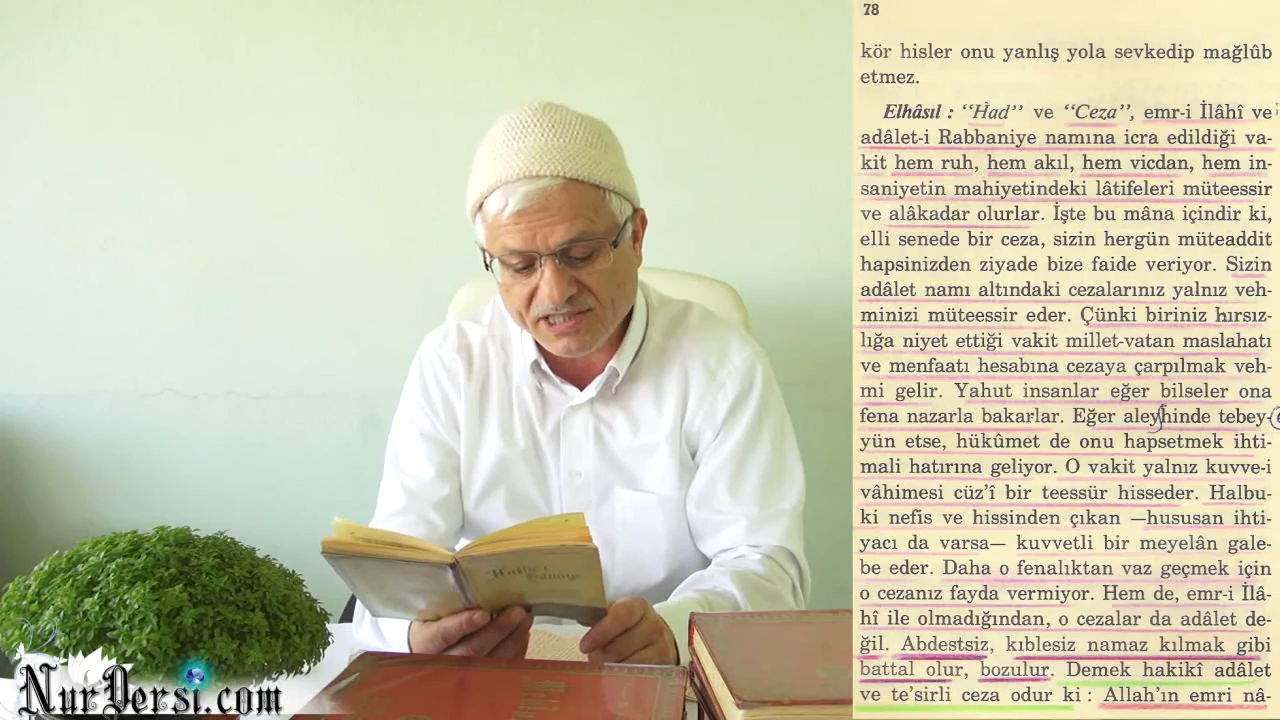 78
kör hisler onu yanlış yola sevkedip mağlûb
etmez.
Elhâsıl : "Had" ve "Ceza", emr-i İlâhî ve
adâlet-i Rabbaniye namına icra edildiği va-
kit hem ruh, hem akıl, hem vicdan, hem in-
saniyetin mahiyetindeki lâtifeleri müteessir
ve alâkadar olurlar. İşte bu mâna içindir ki,
elli senede bir ceza, sizin hergün müteaddit
hapsinizden ziyade bize faide veriyor. Sizin
adâlet namı altındaki cezalarınız yalnız veh-
minizi müteessir eder. Çünki biriniz hırsız-
lığa niyet ettiği vakit millet-vatan maslahatı
ve menfaatı hesabına cezaya çarpılmak veh-
mi gelir. Yahut insanlar eğer bilseler ona
fena nazarla bakarlar. Eğer aleyhinde tebey-
yün etse, hükûmet de onu hapsetmek ihti-
mali hatırına geliyor. O vakit yalnız kuvve-i
vâhimesi cüz'î bir teessür hisseder. Halbu-
ki nefis ve hissinden çıkan —hususan ihti-
yacı da varsa— kuvvetli bir meyelân gale-
be eder. Daha o fenalıktan vaz geçmek için
o cezanız fayda vermiyor. Hem de, emr-i İlâ-
hî ile olmadığından, o cezalar da adâlet de-
ğil. Abdestsiz, kıblesiz namaz kılmak gibi
battal olur, bozulur. Demek hakikî adâlet
ve te'sirli ceza odur ki : Allah'ın emri nâ-
NurDersi.com